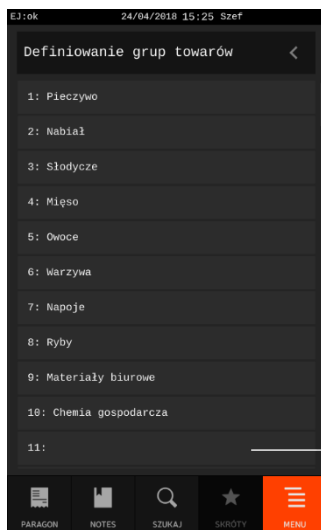 EJ:ok 24/04/2018 15:25 Szef
Definiowanie grup towarów
1: Pieczywo
2: Nabiał
3: Słodycze
4: Mięso
5: Owoce
6: Warzywa
7: Napoje
8: Ryby
9: Materiały biurowe
10: Chemia gospodarcza
11:
PARAGON NOTES SZUKAJ SKRÓTY MENU